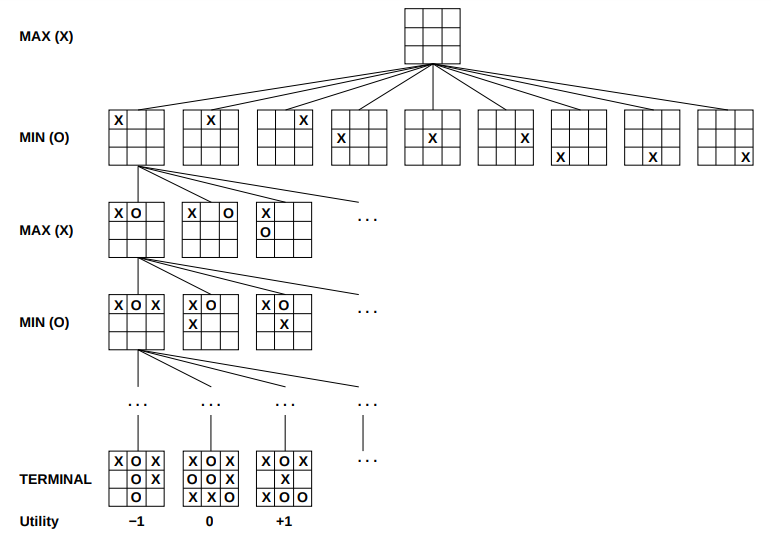 MAX (X)
MIN (O)
X X X
X X X
X X X
MAX (X)
X O X O X
O
...
MIN (O)
X O X X O X O
X X
...
... ... ... ...
TERMINAL
X O X X O X X O X
O X O O X X
O X X O X O O
...
Utility −1 0 +1